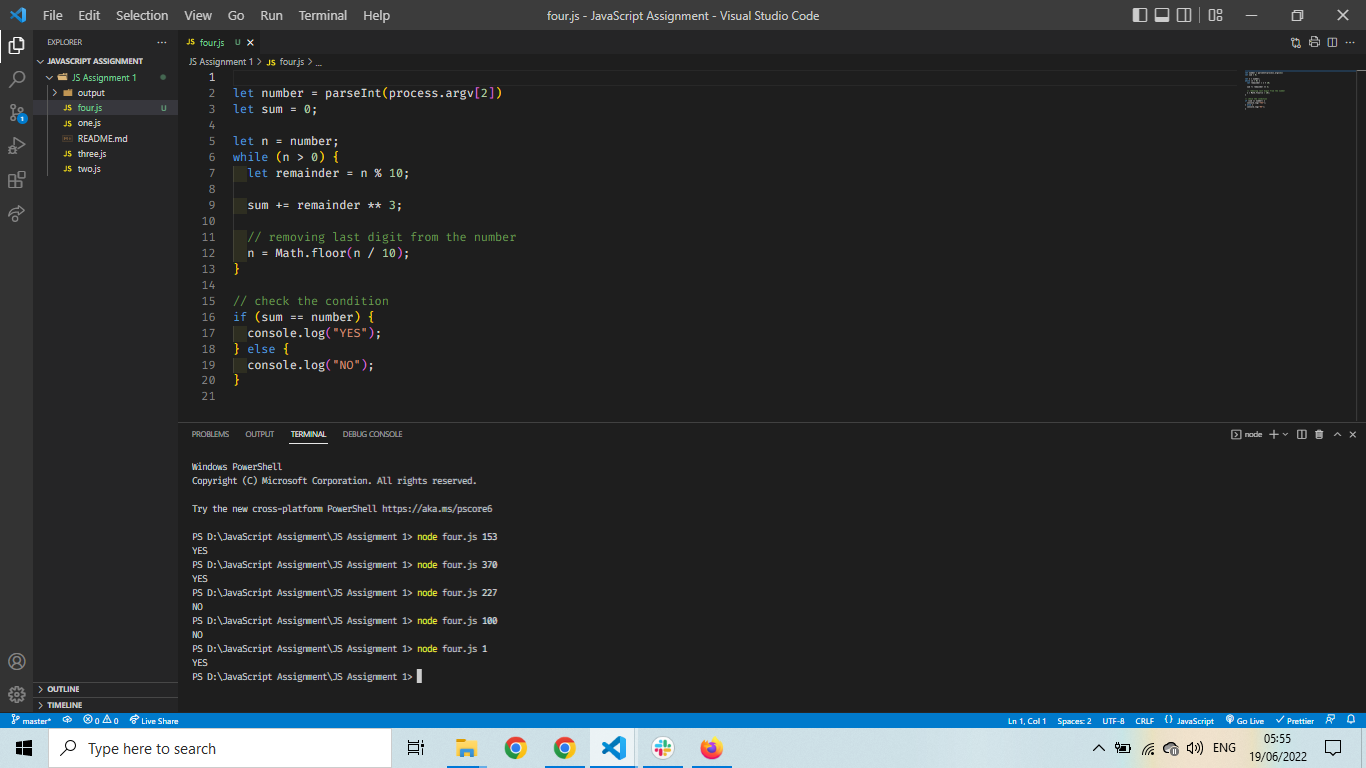 File Edit Selection View Go Run Terminal Help four.js - JavaScript Assignment - Visual Studio Code
EXPLORER ...
JAVASCRIPT ASSIGNMENT
JS Assignment 1
output
JS four.js U
JS one.js
README.md
JS three.js
JS two.js
OUTLINE
TIMELINE
JS four.js U
JS Assignment 1 > JS four.js > ...
1
2 let number = parseInt(process.argv[2])
3 let sum = 0;
4
5 let n = number;
6 while (n > 0) {
7 let remainder = n % 10;
8
9 sum += remainder ** 3;
10
11 // removing last digit from the number
12 n = Math.floor(n / 10);
13 }
14
15 // check the condition
16 if (sum == number) {
17 console.log("YES");
18 } else {
19 console.log("NO");
20 }
21
PROBLEMS OUTPUT TERMINAL DEBUG CONSOLE node
Windows PowerShell
Copyright (C) Microsoft Corporation. All rights reserved.
Try the new cross-platform PowerShell https://aka.ms/pscore6
PS D:\JavaScript Assignment\JS Assignment 1> node four.js 153
YES
PS D:\JavaScript Assignment\JS Assignment 1> node four.js 370
YES
PS D:\JavaScript Assignment\JS Assignment 1> node four.js 227
NO
PS D:\JavaScript Assignment\JS Assignment 1> node four.js 100
NO
PS D:\JavaScript Assignment\JS Assignment 1> node four.js 1
YES
PS D:\JavaScript Assignment\JS Assignment 1>
master* 0 0 Live Share Ln 1, Col 1 Spaces: 2 UTF-8 CRLF {} JavaScript Go Live Prettier
Type here to search ENG 05:55
19/06/2022